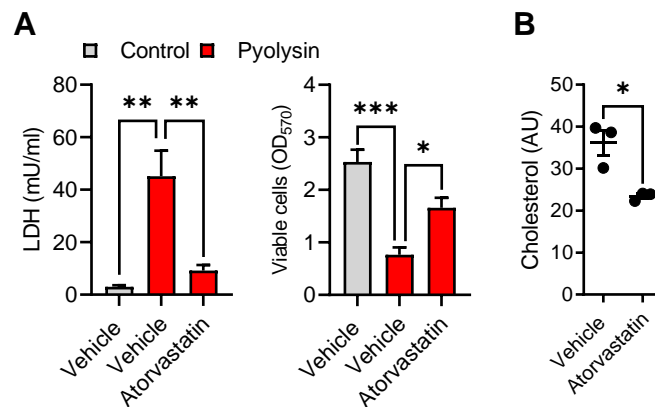 A
B
Control Pyolysin
LDH (mU/ml)
80
60
40
20
0
** **
Vehicle
Vehicle
Atorvastatin
Viable cells (OD570)
4
3
2
1
0
***
*
Vehicle
Vehicle
Atorvastatin
Cholesterol (AU)
50
40
30
20
10
0
*
Vehicle
Atorvastatin